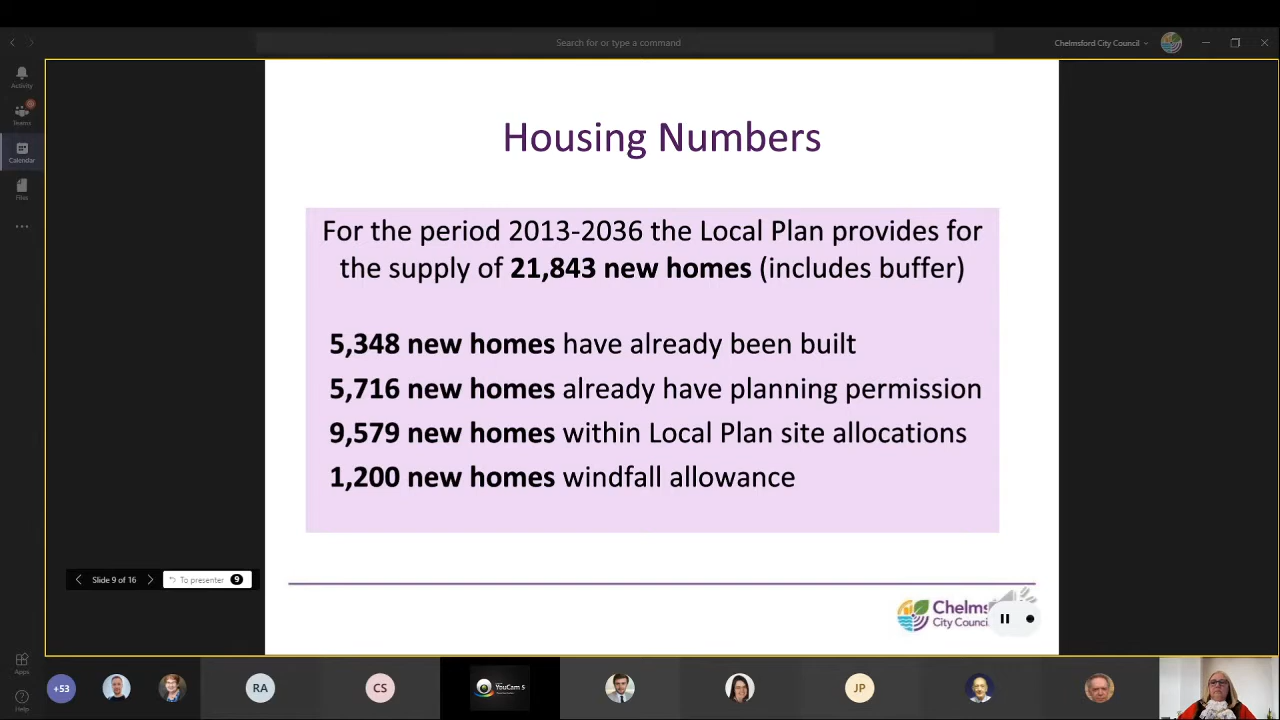 Search for or type a command
Chelmsford City Council
Activity
Teams
Calendar
Files
Housing Numbers
For the period 2013-2036 the Local Plan provides for
the supply of 21,843 new homes (includes buffer)
5,348 new homes have already been built
5,716 new homes already have planning permission
9,579 new homes within Local Plan site allocations
1,200 new homes windfall allowance
Slide 9 of 16
To presenter 9
Chelms
City Council
Apps
Help
+53
RA
CS
YouCam 5
JP